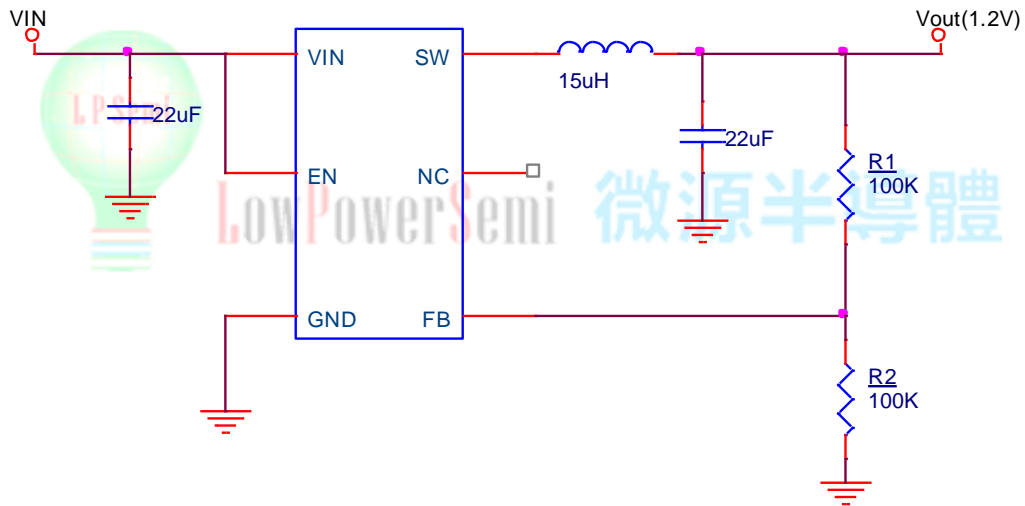 VIN
Vout(1.2V)
VIN
SW
15uH
L P Semi
22uF
22uF
R1
100K
EN
NC
LowPowerSemi 微源半導體
GND
FB
R2
100K